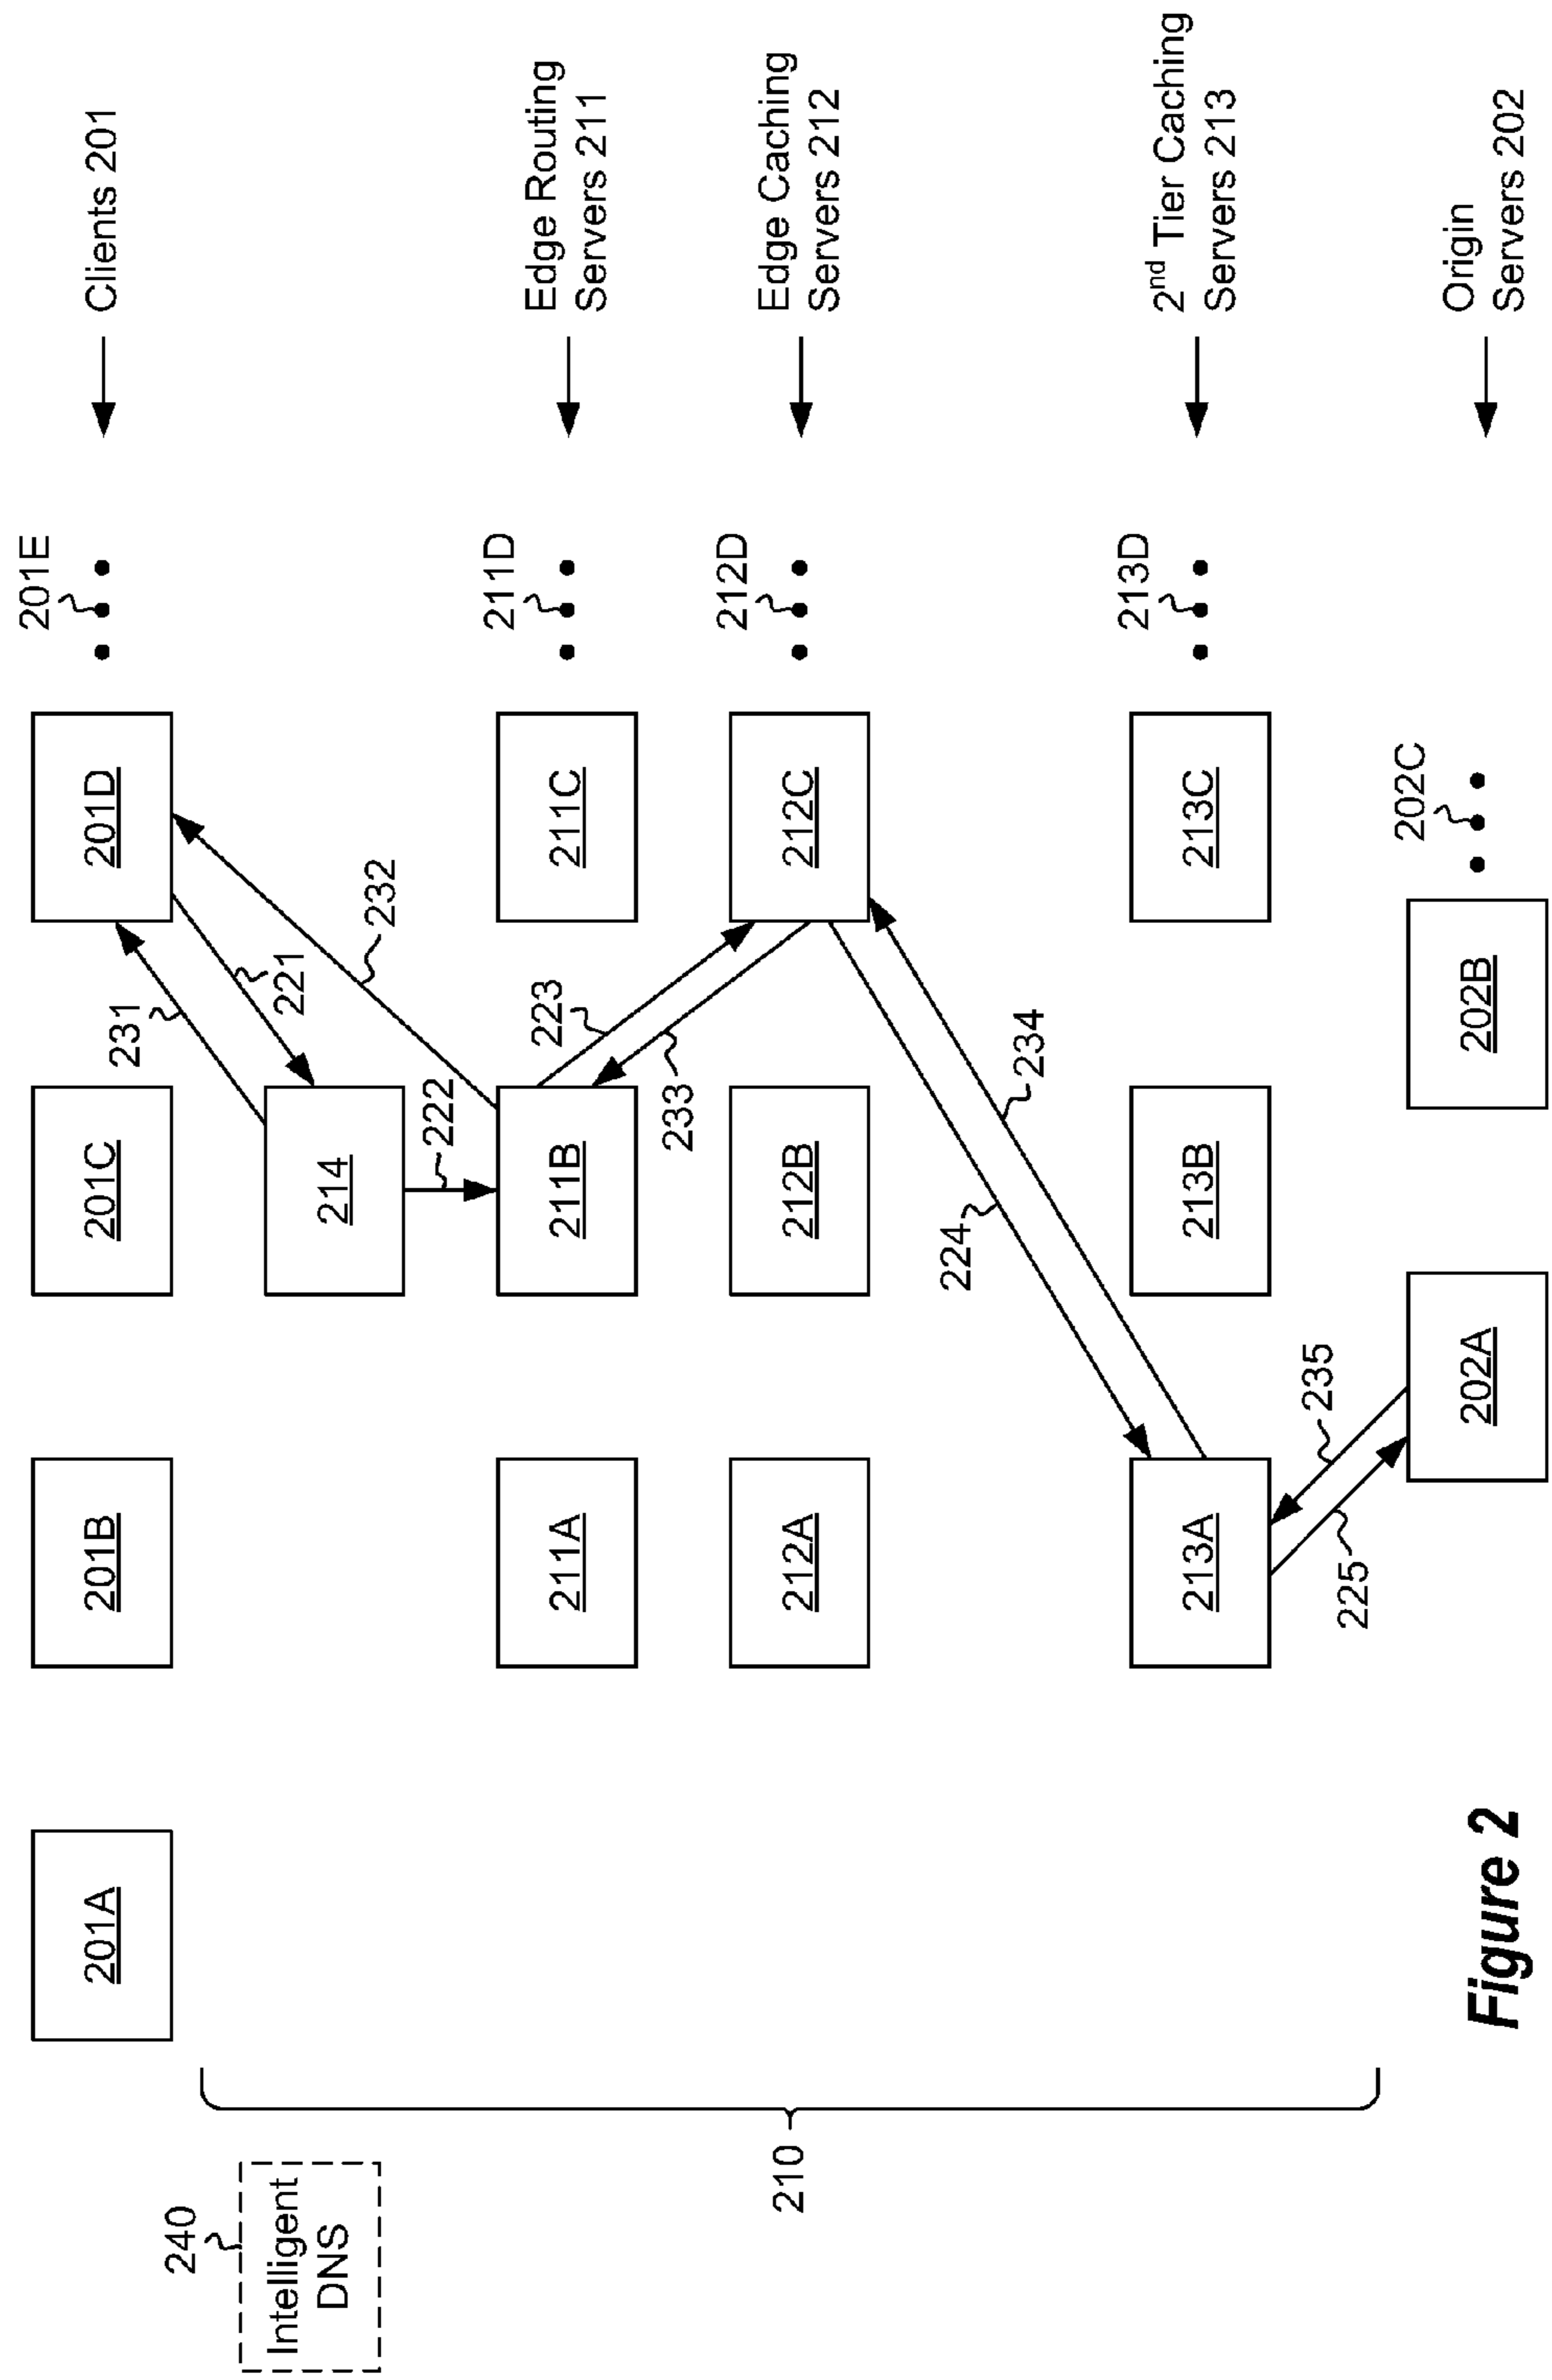 240
Intelligent
DNS
201A
201B
201C
201D
201E
Clients 201
231
221
214
232
222
211A
211B
211C
211D
Edge Routing
Servers 211
223
233
210
212A
212B
212C
212D
Edge Caching
Servers 212
224
234
213A
213B
213C
213D
2nd Tier Caching
Servers 213
235
225
202A
202B
202C
Origin
Servers 202
Figure 2